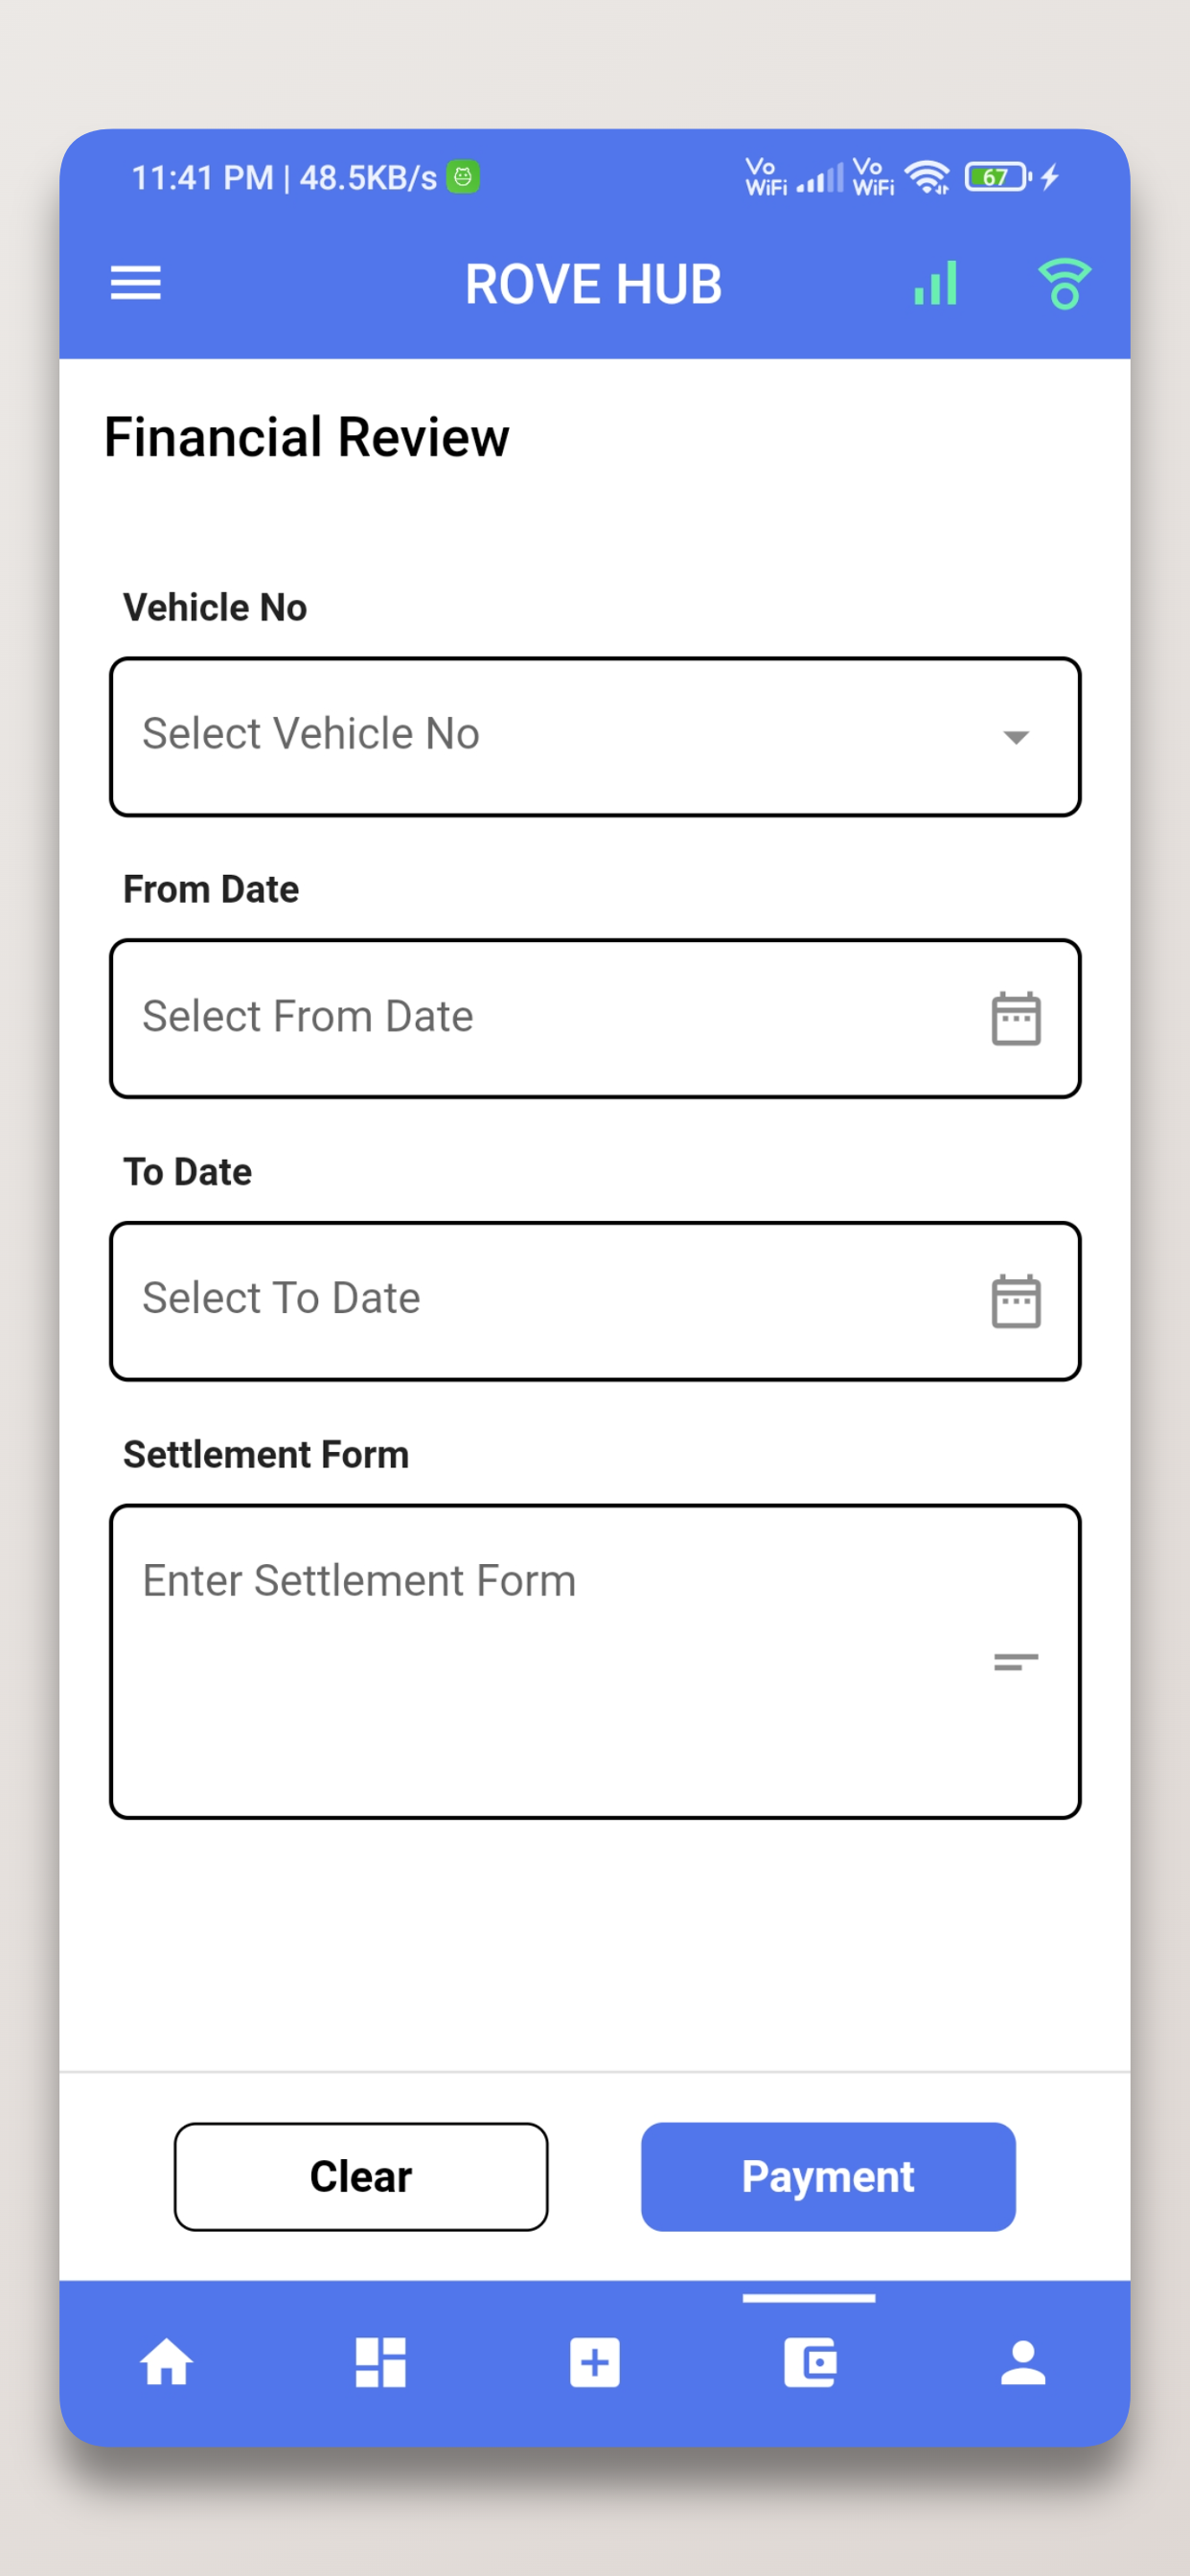 11:41 PM | 48.5KB/s
Vo WiFi Vo WiFi 67
ROVE HUB
Financial Review
Vehicle No
Select Vehicle No
From Date
Select From Date
To Date
Select To Date
Settlement Form
Enter Settlement Form
Clear Payment